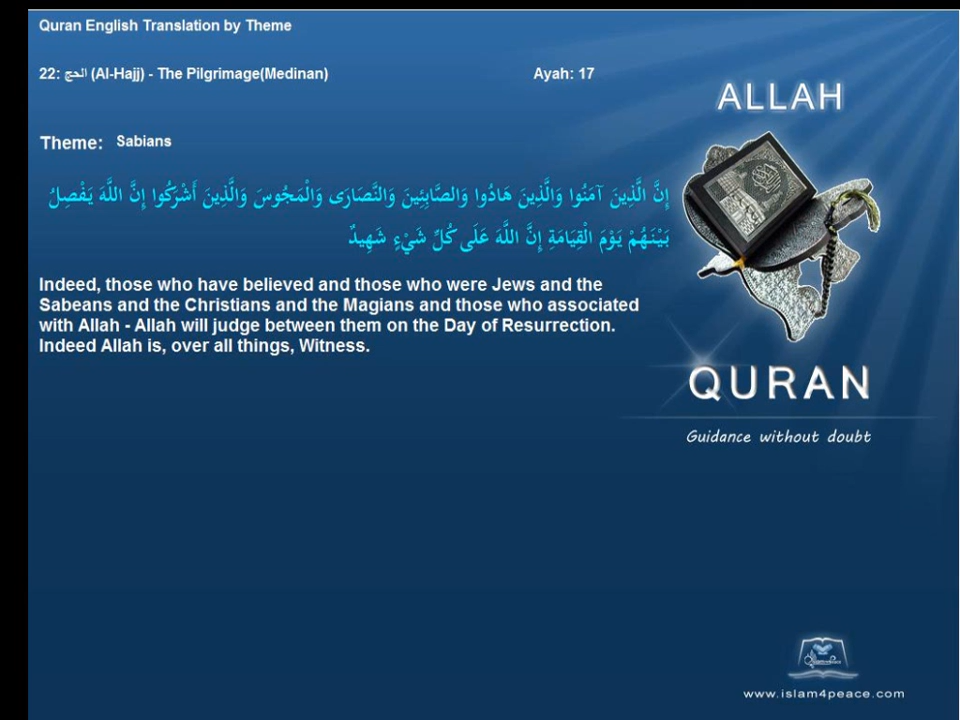 Quran English Translation by Theme
22: الحج (Al-Hajj) - The Pilgrimage(Medinan) Ayah: 17
ALLAH
Theme: Sabians
إِنَّ الَّذِينَ آمَنُوا وَالَّذِينَ هَادُوا وَالصَّابِئِينَ وَالنَّصَارَى وَالْمَجُوسَ وَالَّذِينَ أَشْرَكُوا إِنَّ اللَّهَ يَفْصِلُ
بَيْنَهُمْ يَوْمَ الْقِيَامَةِ إِنَّ اللَّهَ عَلَى كُلِّ شَيْءٍ شَهِيدٌ
Indeed, those who have believed and those who were Jews and the
Sabeans and the Christians and the Magians and those who associated
with Allah - Allah will judge between them on the Day of Resurrection.
Indeed Allah is, over all things, Witness.
QURAN
Guidance without doubt
www.islam4peace.com